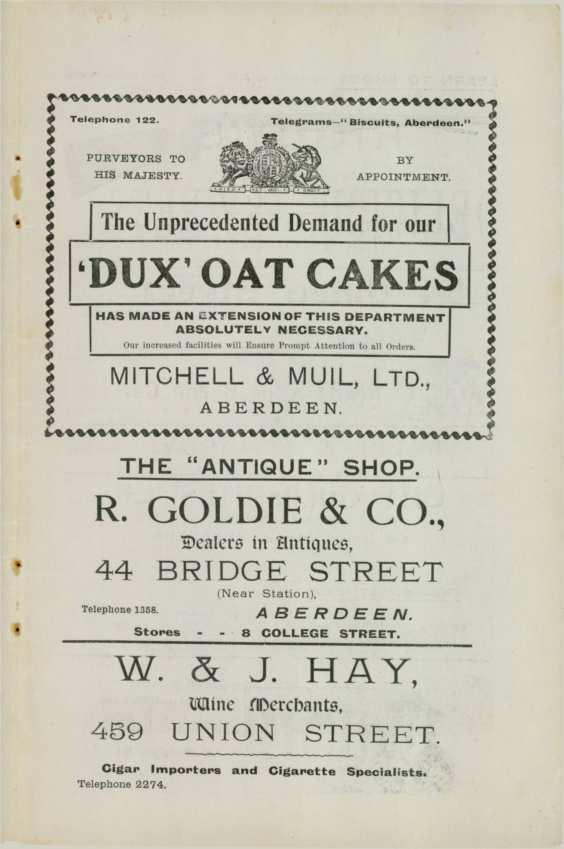 Telephone 122. Telegrams—"Biscuits, Aberdeen."
PURVEYORS TO
HIS MAJESTY.
BY
APPOINTMENT.
The Unprecedented Demand for our
'DUX' OAT CAKES
HAS MADE AN EXTENSION OF THIS DEPARTMENT
ABSOLUTELY NECESSARY.
Our increased facilities will Ensure Prompt Attention to all Orders.
MITCHELL & MUIL, LTD.,
ABERDEEN.
THE "ANTIQUE" SHOP.
R. GOLDIE & CO.,
Dealers in Antiques,
44 BRIDGE STREET
(Near Station),
Telephone 1358. ABERDEEN.
Stores - - 8 COLLEGE STREET.
W. & J. HAY,
Wine Merchants,
459 UNION STREET.
Cigar Importers and Cigarette Specialists.
Telephone 2274.